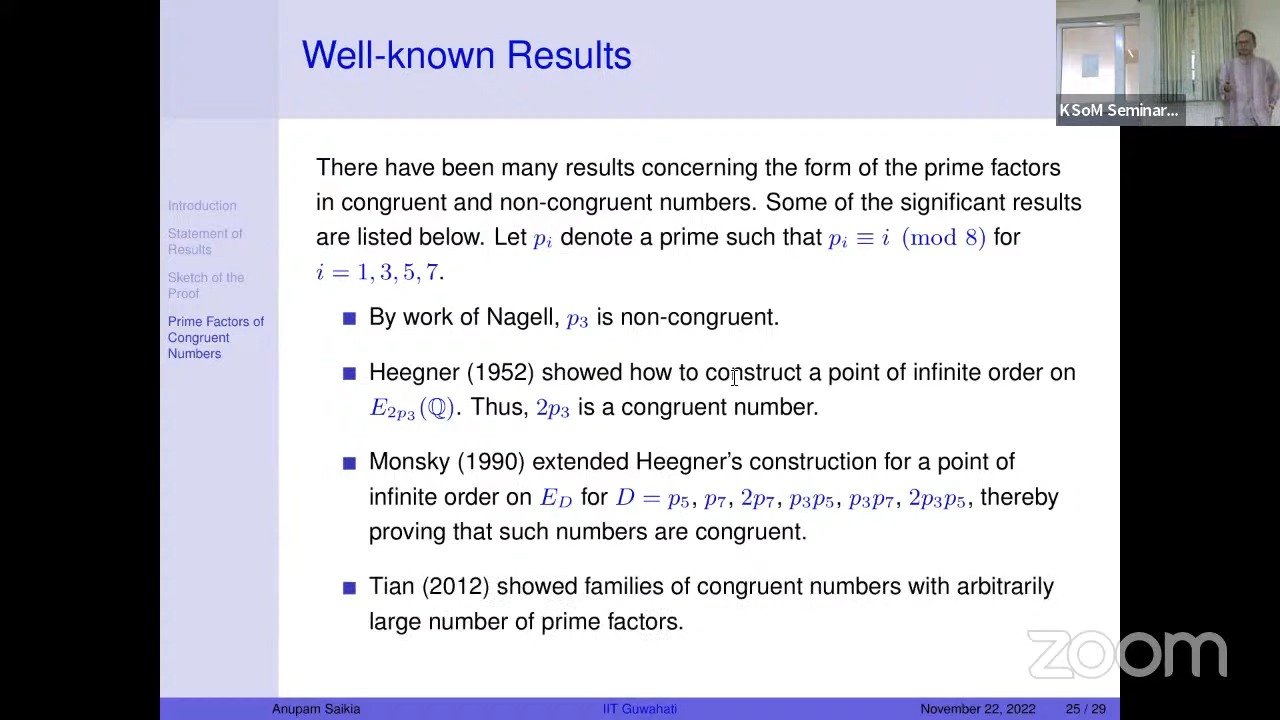 Well-known Results
KSoM Seminar...
There have been many results concerning the form of the prime factors
in congruent and non-congruent numbers. Some of the significant results
are listed below. Let p_i denote a prime such that p_i ≡ i (mod 8) for
i = 1, 3, 5, 7.
■ By work of Nagell, p_3 is non-congruent.
■ Heegner (1952) showed how to construct a point of infinite order on
E_{2p_3}(ℚ). Thus, 2p_3 is a congruent number.
■ Monsky (1990) extended Heegner's construction for a point of
infinite order on E_D for D = p_5, p_7, 2p_7, p_3p_5, p_3p_7, 2p_3p_5, thereby
proving that such numbers are congruent.
■ Tian (2012) showed families of congruent numbers with arbitrarily
large number of prime factors.
Introduction
Statement of
Results
Sketch of the
Proof
Prime Factors of
Congruent
Numbers
zoom
Anupam Saikia IIT Guwahati November 22, 2022 25 / 29